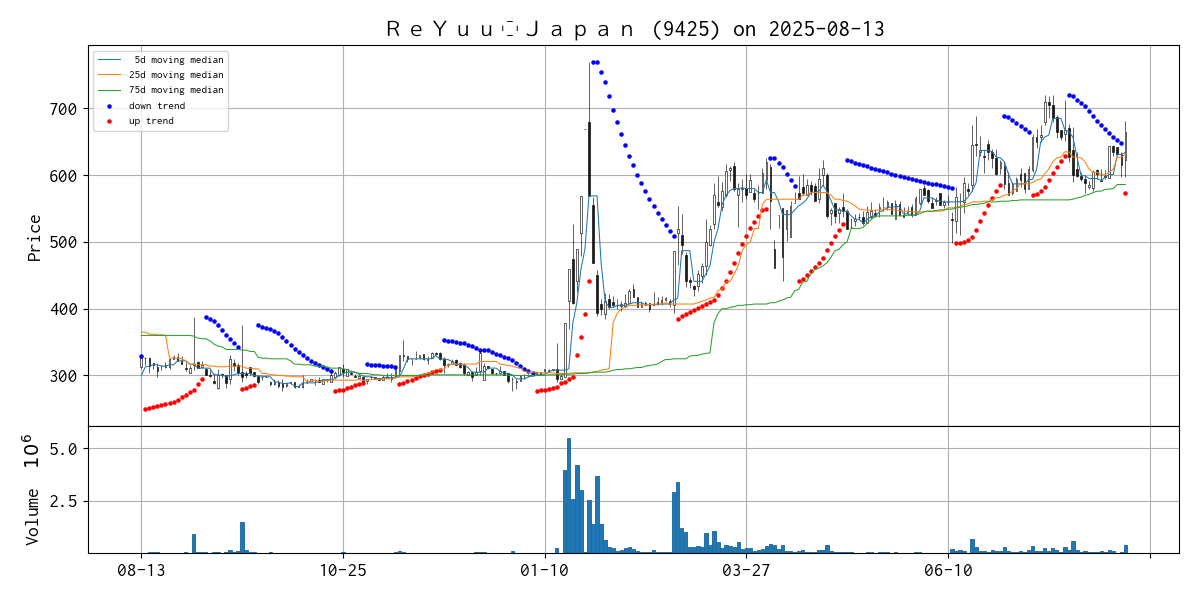 ＲｅＹｕｕ　Ｊａｐａｎ (9425) on 2025-08-13
5d moving median
25d moving median
75d moving median
down trend
up trend
700
600
500
400
300
Price
5.0
2.5
Volume 10^6
08-13
10-25
01-10
03-27
06-10